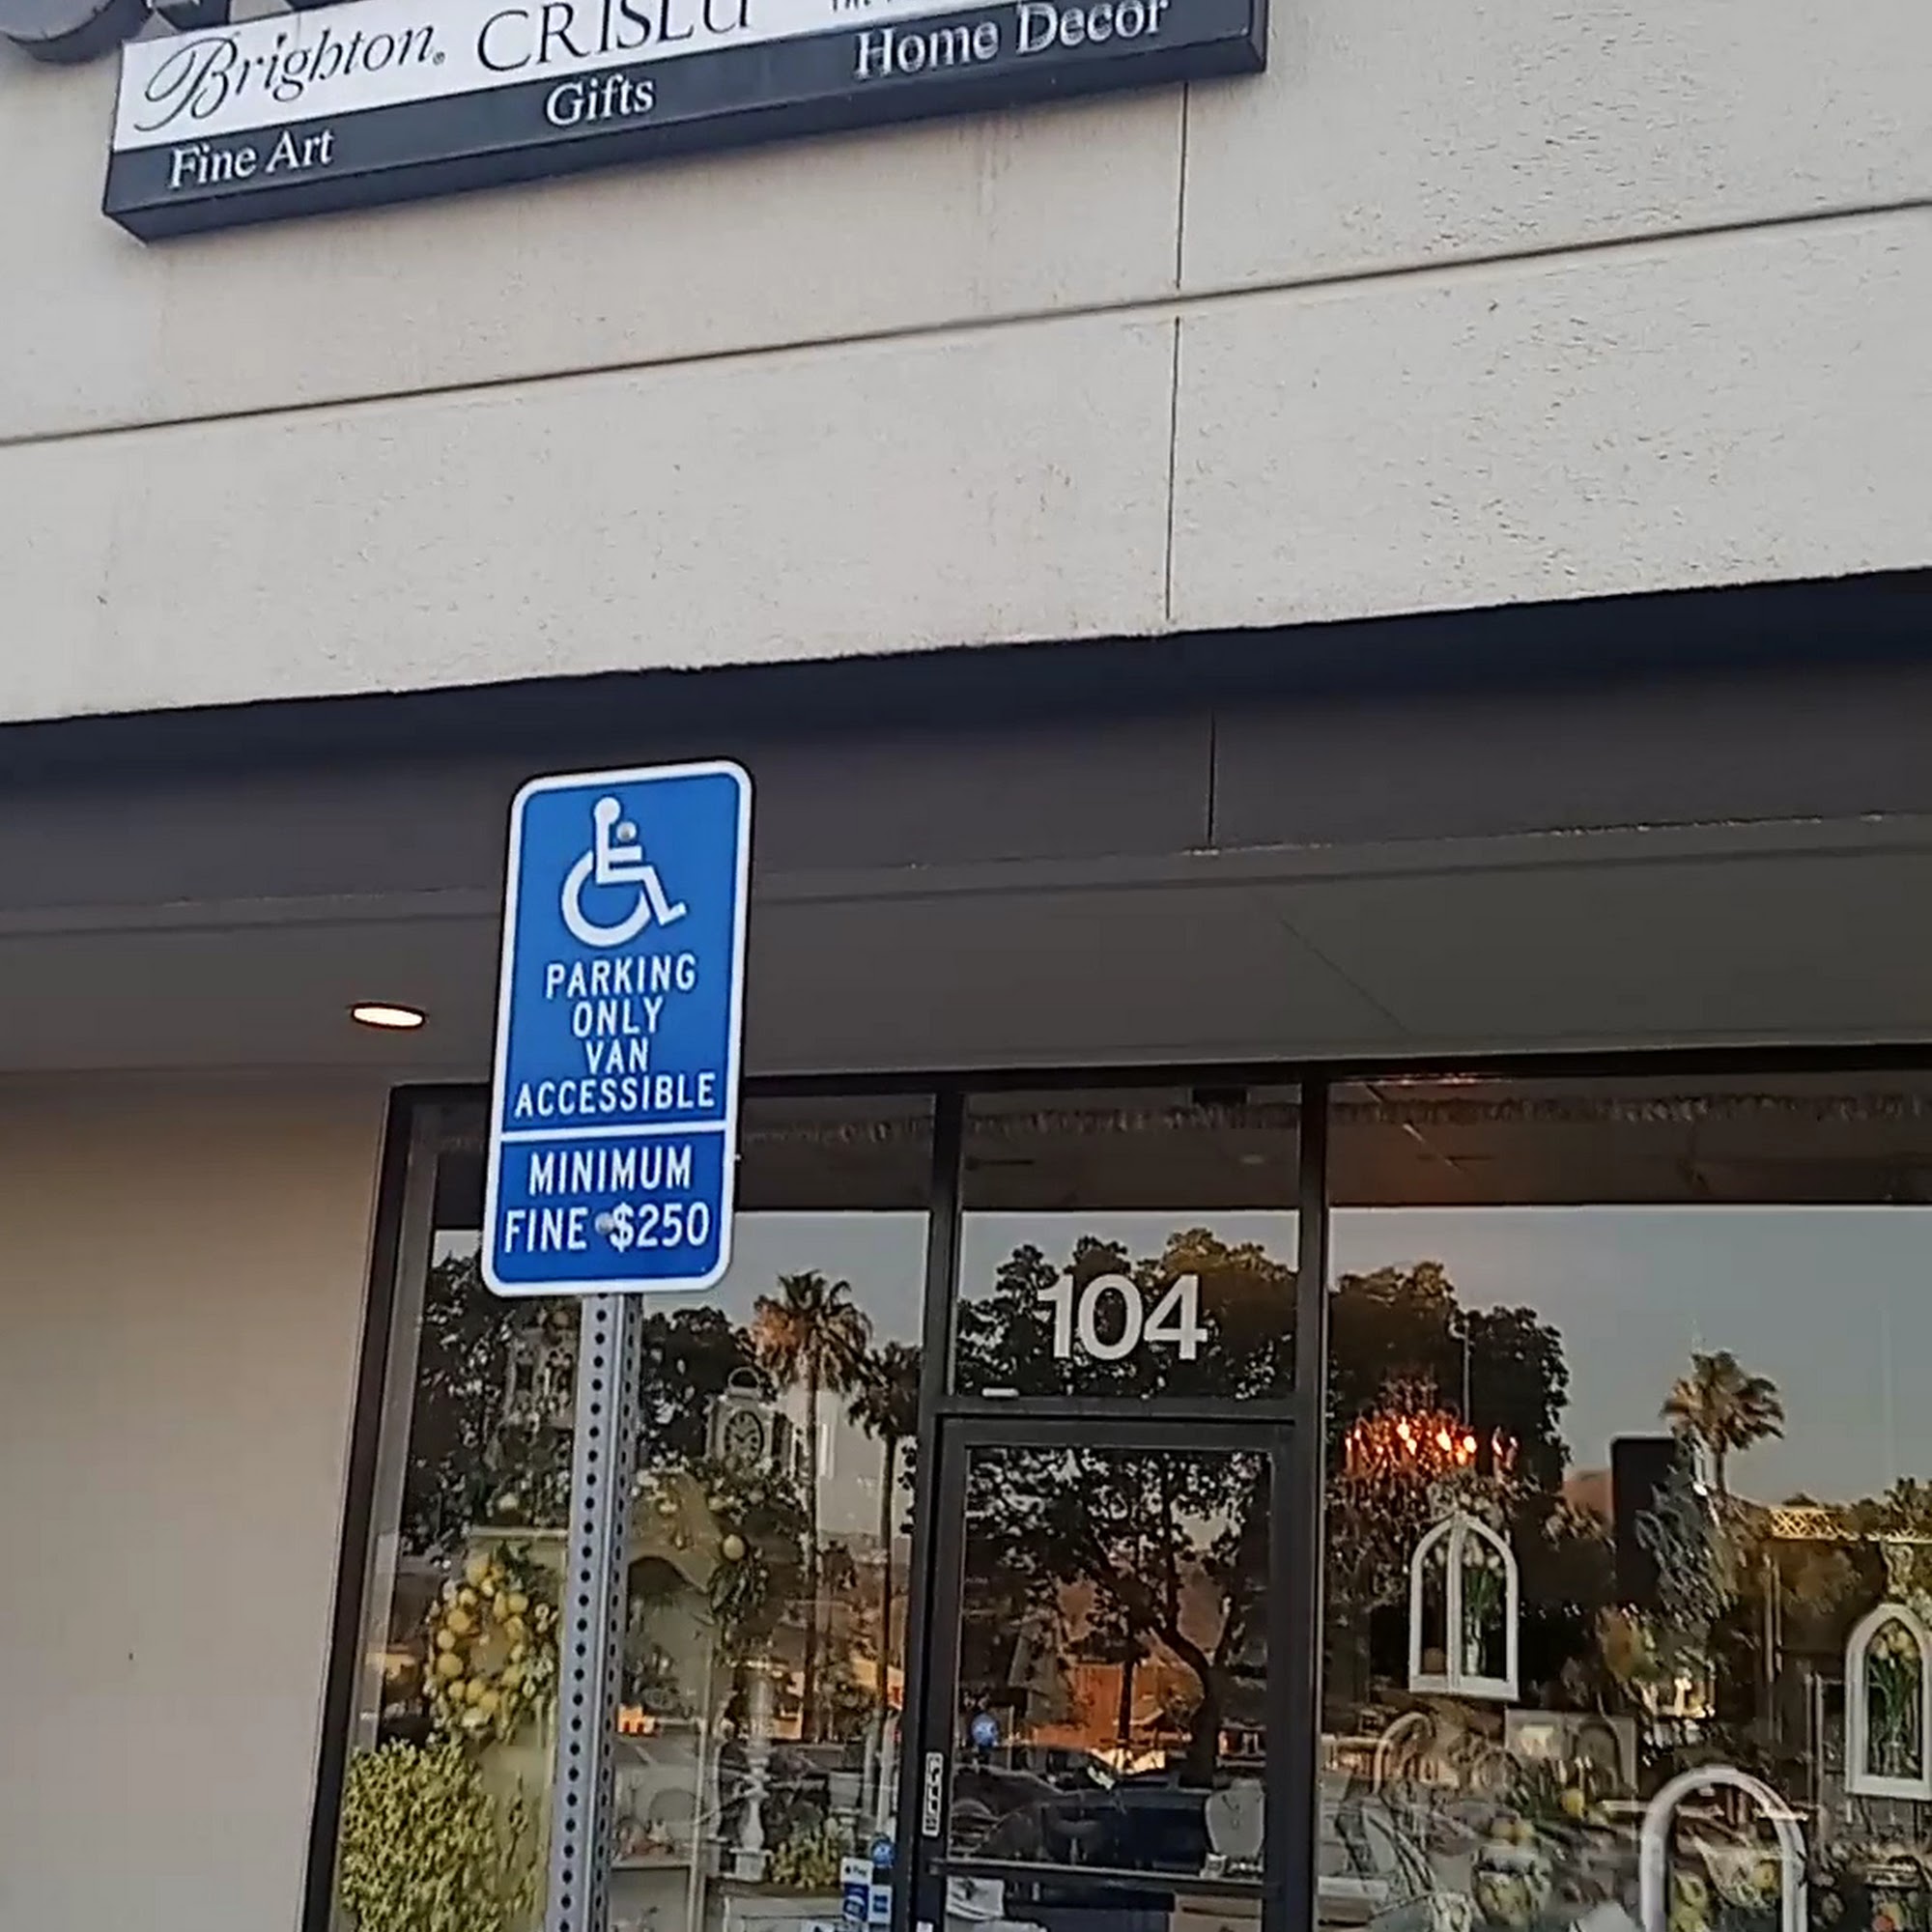 Brighton. CRISLU
Fine Art Gifts Home Decor
PARKING
ONLY
VAN
ACCESSIBLE
MINIMUM
FINE $250
104